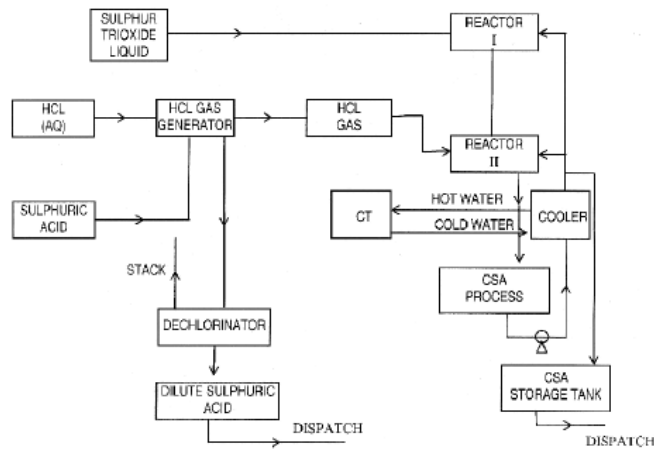 SULPHUR
TRIOXIDE
LIQUID
REACTOR
I
HCL
(AQ)
HCL GAS
GENERATOR
HCL
GAS
REACTOR
II
SULPHURIC
ACID
HOT WATER
CT
COOLER
COLD WATER
STACK
CSA
PROCESS
DECHLORINATOR
CSA
STORAGE TANK
DILUTE SULPHURIC
ACID
DISPATCH
DISPATCH